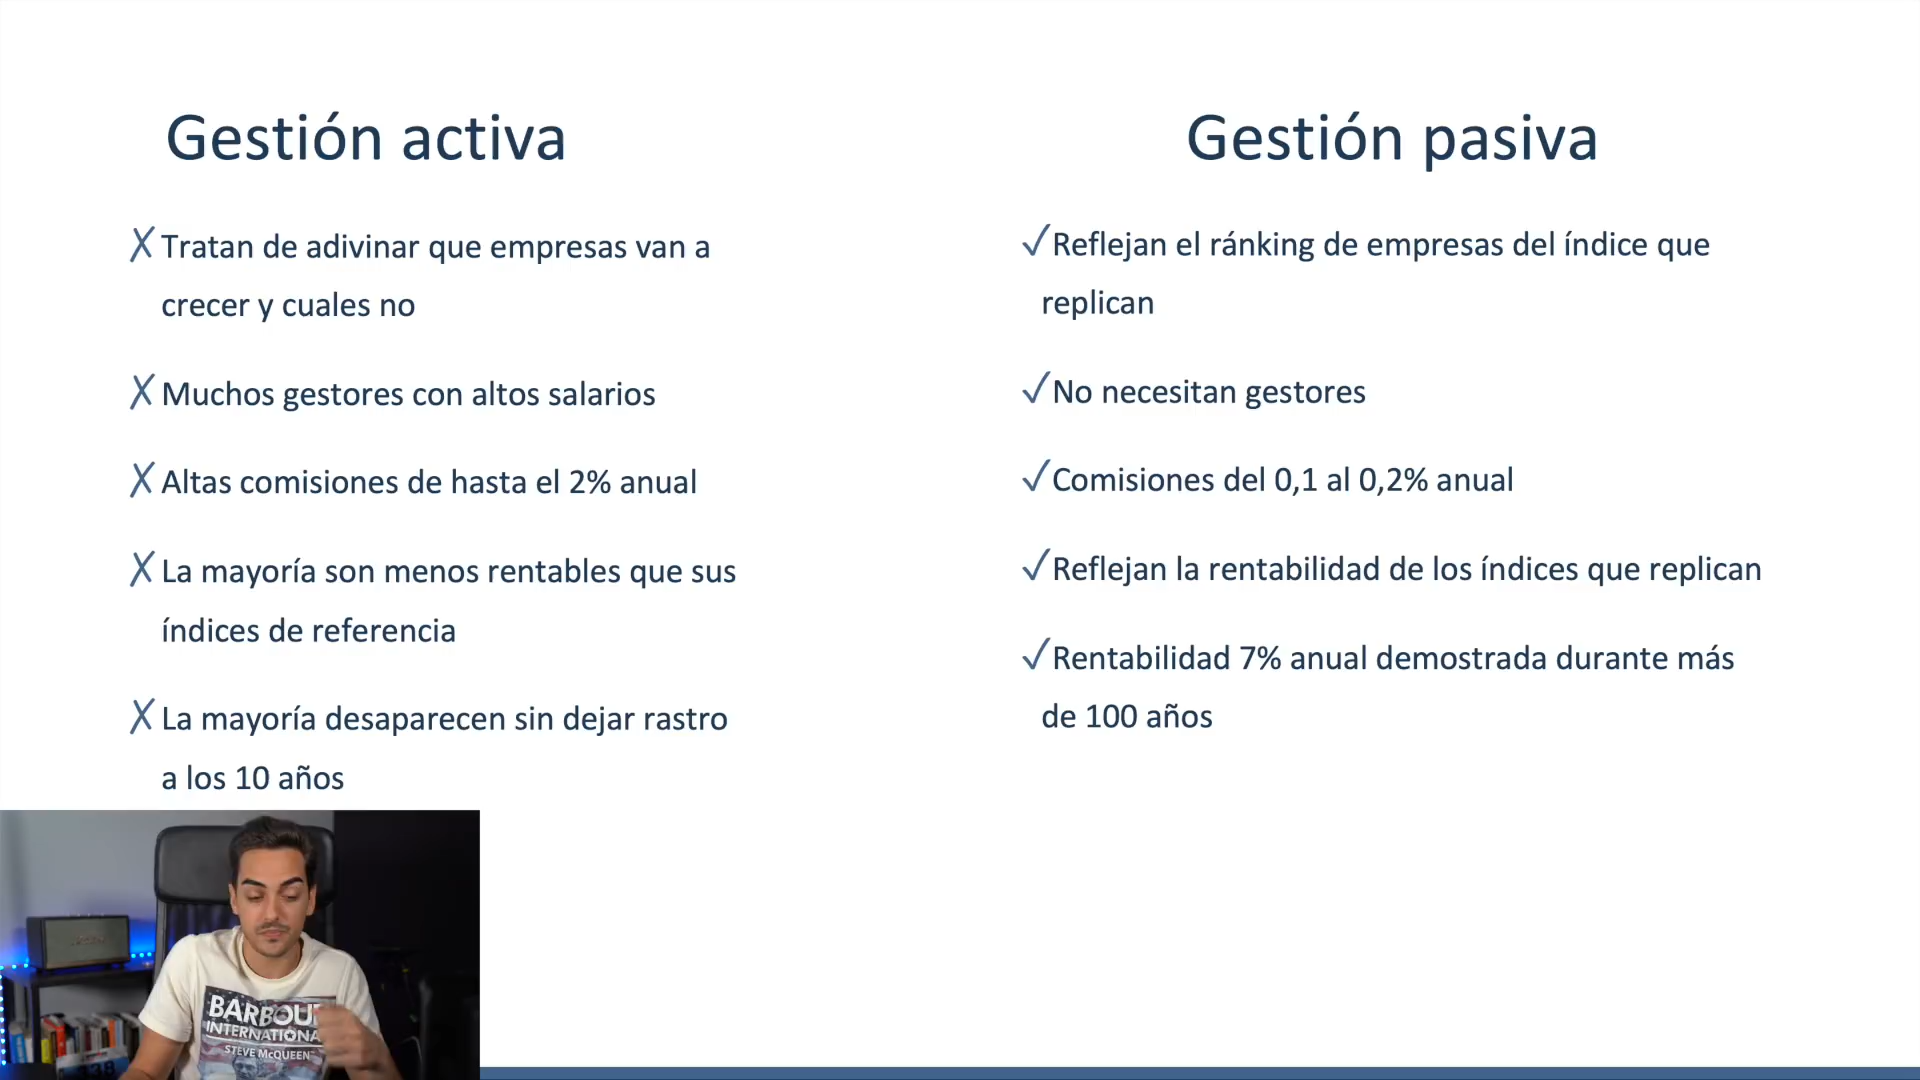 Gestión activa
Tratan de adivinar que empresas van a
crecer y cuales no
Muchos gestores con altos salarios
Altas comisiones de hasta el 2% anual
La mayoría son menos rentables que sus
índices de referencia
La mayoría desaparecen sin dejar rastro
a los 10 años
Gestión pasiva
Reflejan el ránking de empresas del índice que
replican
No necesitan gestores
Comisiones del 0,1 al 0,2% anual
Reflejan la rentabilidad de los índices que replican
Rentabilidad 7% anual demostrada durante más
de 100 años
STEVE McQUEEN